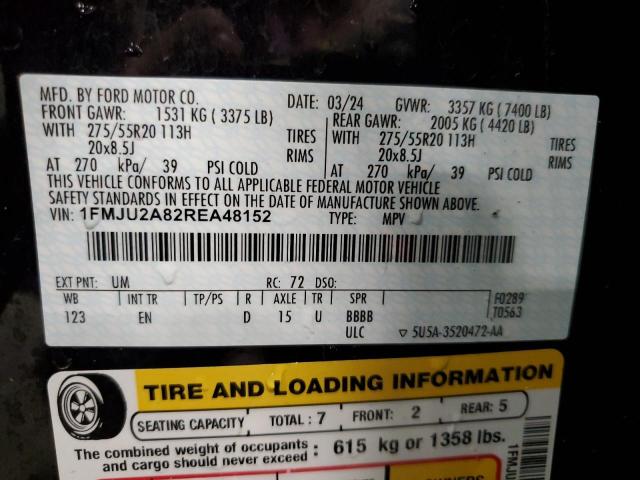 MFD. BY FORD MOTOR CO.
DATE: 03/24 GVWR: 3357 KG ( 7400 LB)
FRONT GAWR: 1531 KG ( 3375 LB)
REAR GAWR: 2005 KG ( 4420 LB)
WITH 275/55R20 113H TIRES
WITH 275/55R20 113H TIRES
20x8.5J RIMS
20x8.5J RIMS
AT 270 kPa/ 39 PSI COLD
AT 270 kPa/ 39 PSI COLD
THIS VEHICLE CONFORMS TO ALL APPLICABLE FEDERAL MOTOR VEHICLE
SAFETY STANDARDS IN EFFECT ON THE DATE OF MANUFACTURE SHOWN ABOVE.
VIN: 1FMJU2A82REA48152 TYPE: MPV
EXT PNT: UM RC: 72 DSO:
WB INT TR TP/PS R AXLE TR SPR
123 EN D 15 U BBBB
F0289
T0563
ULC ▽ 5U5A-3520472-AA
TIRE AND LOADING INFORMATION
SEATING CAPACITY TOTAL : 7 FRONT: 2 REAR: 5
The combined weight of occupants
and cargo should never exceed : 615 kg or 1358 lbs.
1FMJU